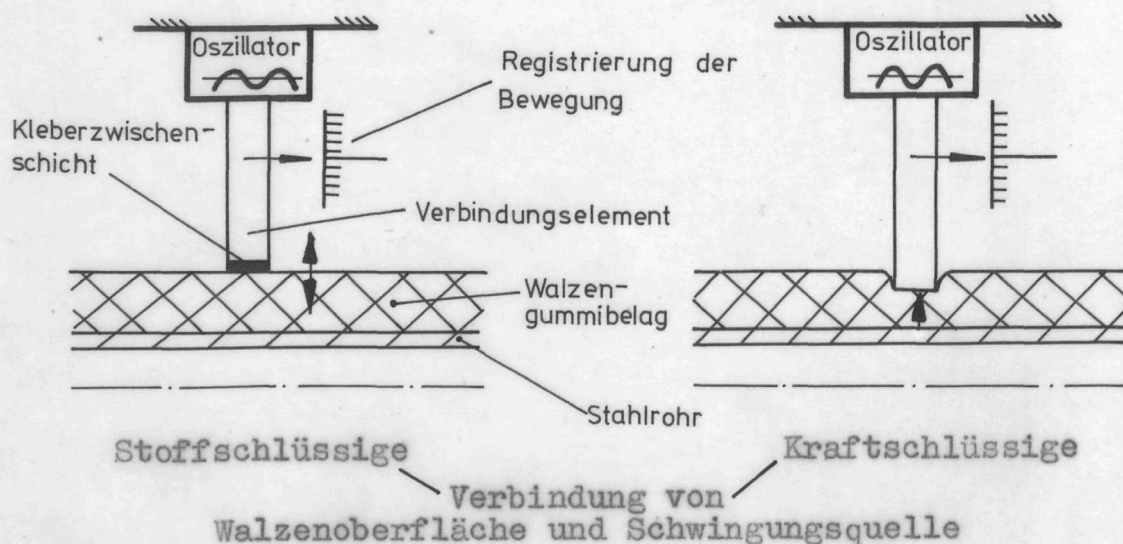 Oszillator
Registrierung der
Bewegung
Kleberzwischen-
schicht
Verbindungselement
Walzen-
gummibelag
Stahlrohr
Oszillator
Stoffschlüssige
Kraftschlüssige
Verbindung von
Walzenoberfläche und Schwingungsquelle